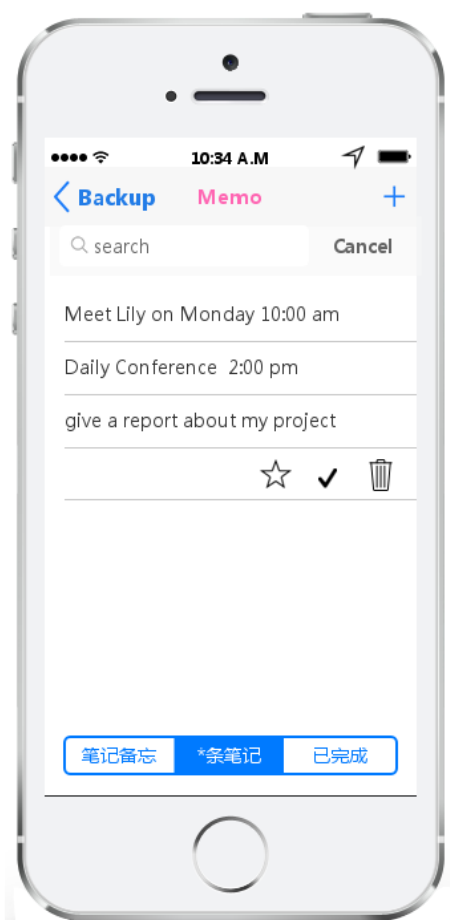 10:34 A.M
Backup Memo +
search Cancel
Meet Lily on Monday 10:00 am
Daily Conference 2:00 pm
give a report about my project
笔记备忘 *条笔记 已完成